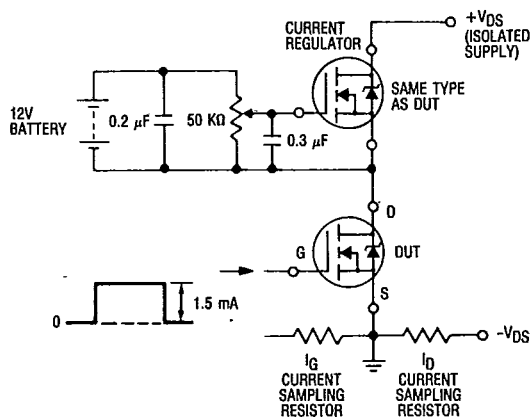 CURRENT
REGULATOR
+VDS
(ISOLATED
SUPPLY)
12V
BATTERY
0.2 μF
50 KΩ
0.3 μF
SAME TYPE
AS DUT
D
G
DUT
S
0
1.5 mA
-VDS
IG
CURRENT
SAMPLING
RESISTOR
ID
CURRENT
SAMPLING
RESISTOR